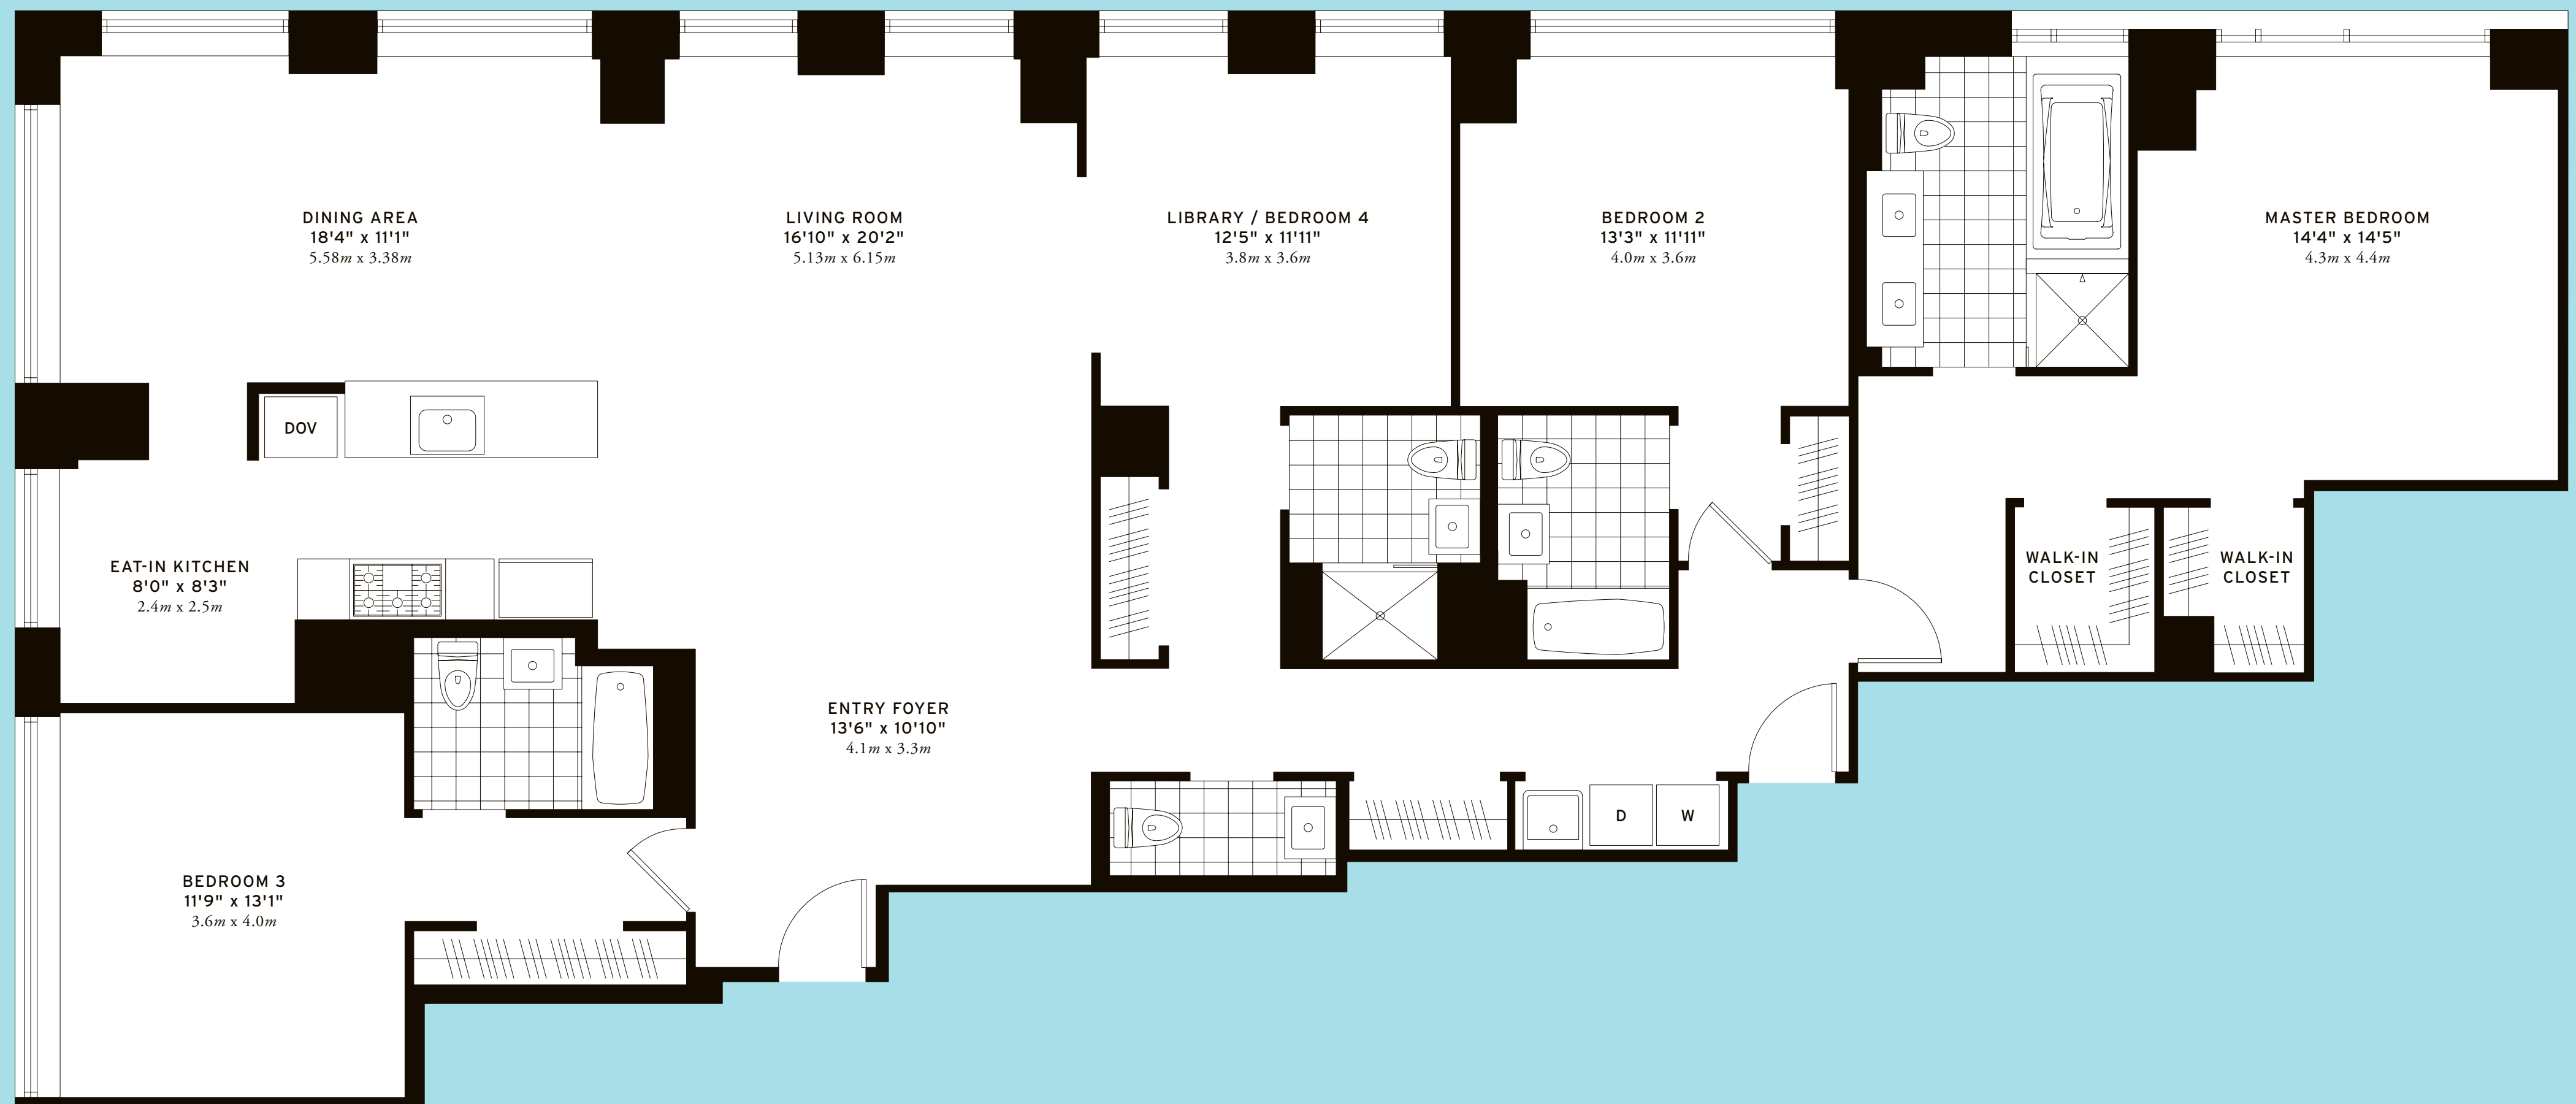 DINING AREA
18'4" x 11'1"
5.58m x 3.38m
LIVING ROOM
16'10" x 20'2"
5.13m x 6.15m
LIBRARY / BEDROOM 4
12'5" x 11'11"
3.8m x 3.6m
BEDROOM 2
13'3" x 11'11"
4.0m x 3.6m
MASTER BEDROOM
14'4" x 14'5"
4.3m x 4.4m
DOV
EAT-IN KITCHEN
8'0" x 8'3"
2.4m x 2.5m
WALK-IN
CLOSET
WALK-IN
CLOSET
ENTRY FOYER
13'6" x 10'10"
4.1m x 3.3m
D
W
BEDROOM 3
11'9" x 13'1"
3.6m x 4.0m